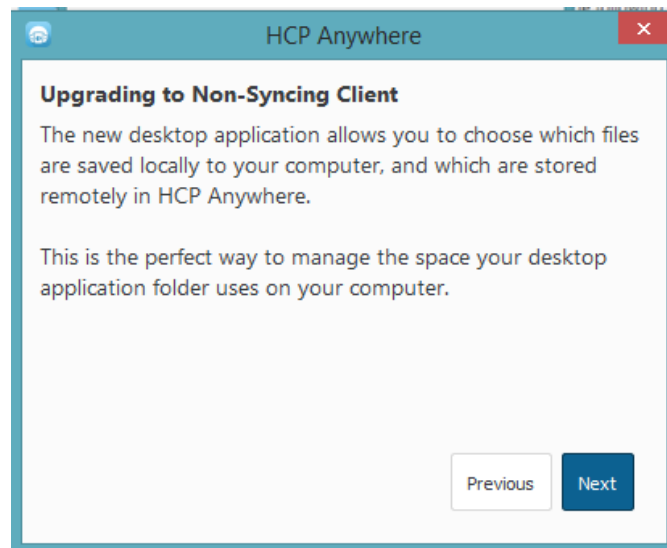 HCP Anywhere
Upgrading to Non-Syncing Client
The new desktop application allows you to choose which files
are saved locally to your computer, and which are stored
remotely in HCP Anywhere.
This is the perfect way to manage the space your desktop
application folder uses on your computer.
Previous
Next